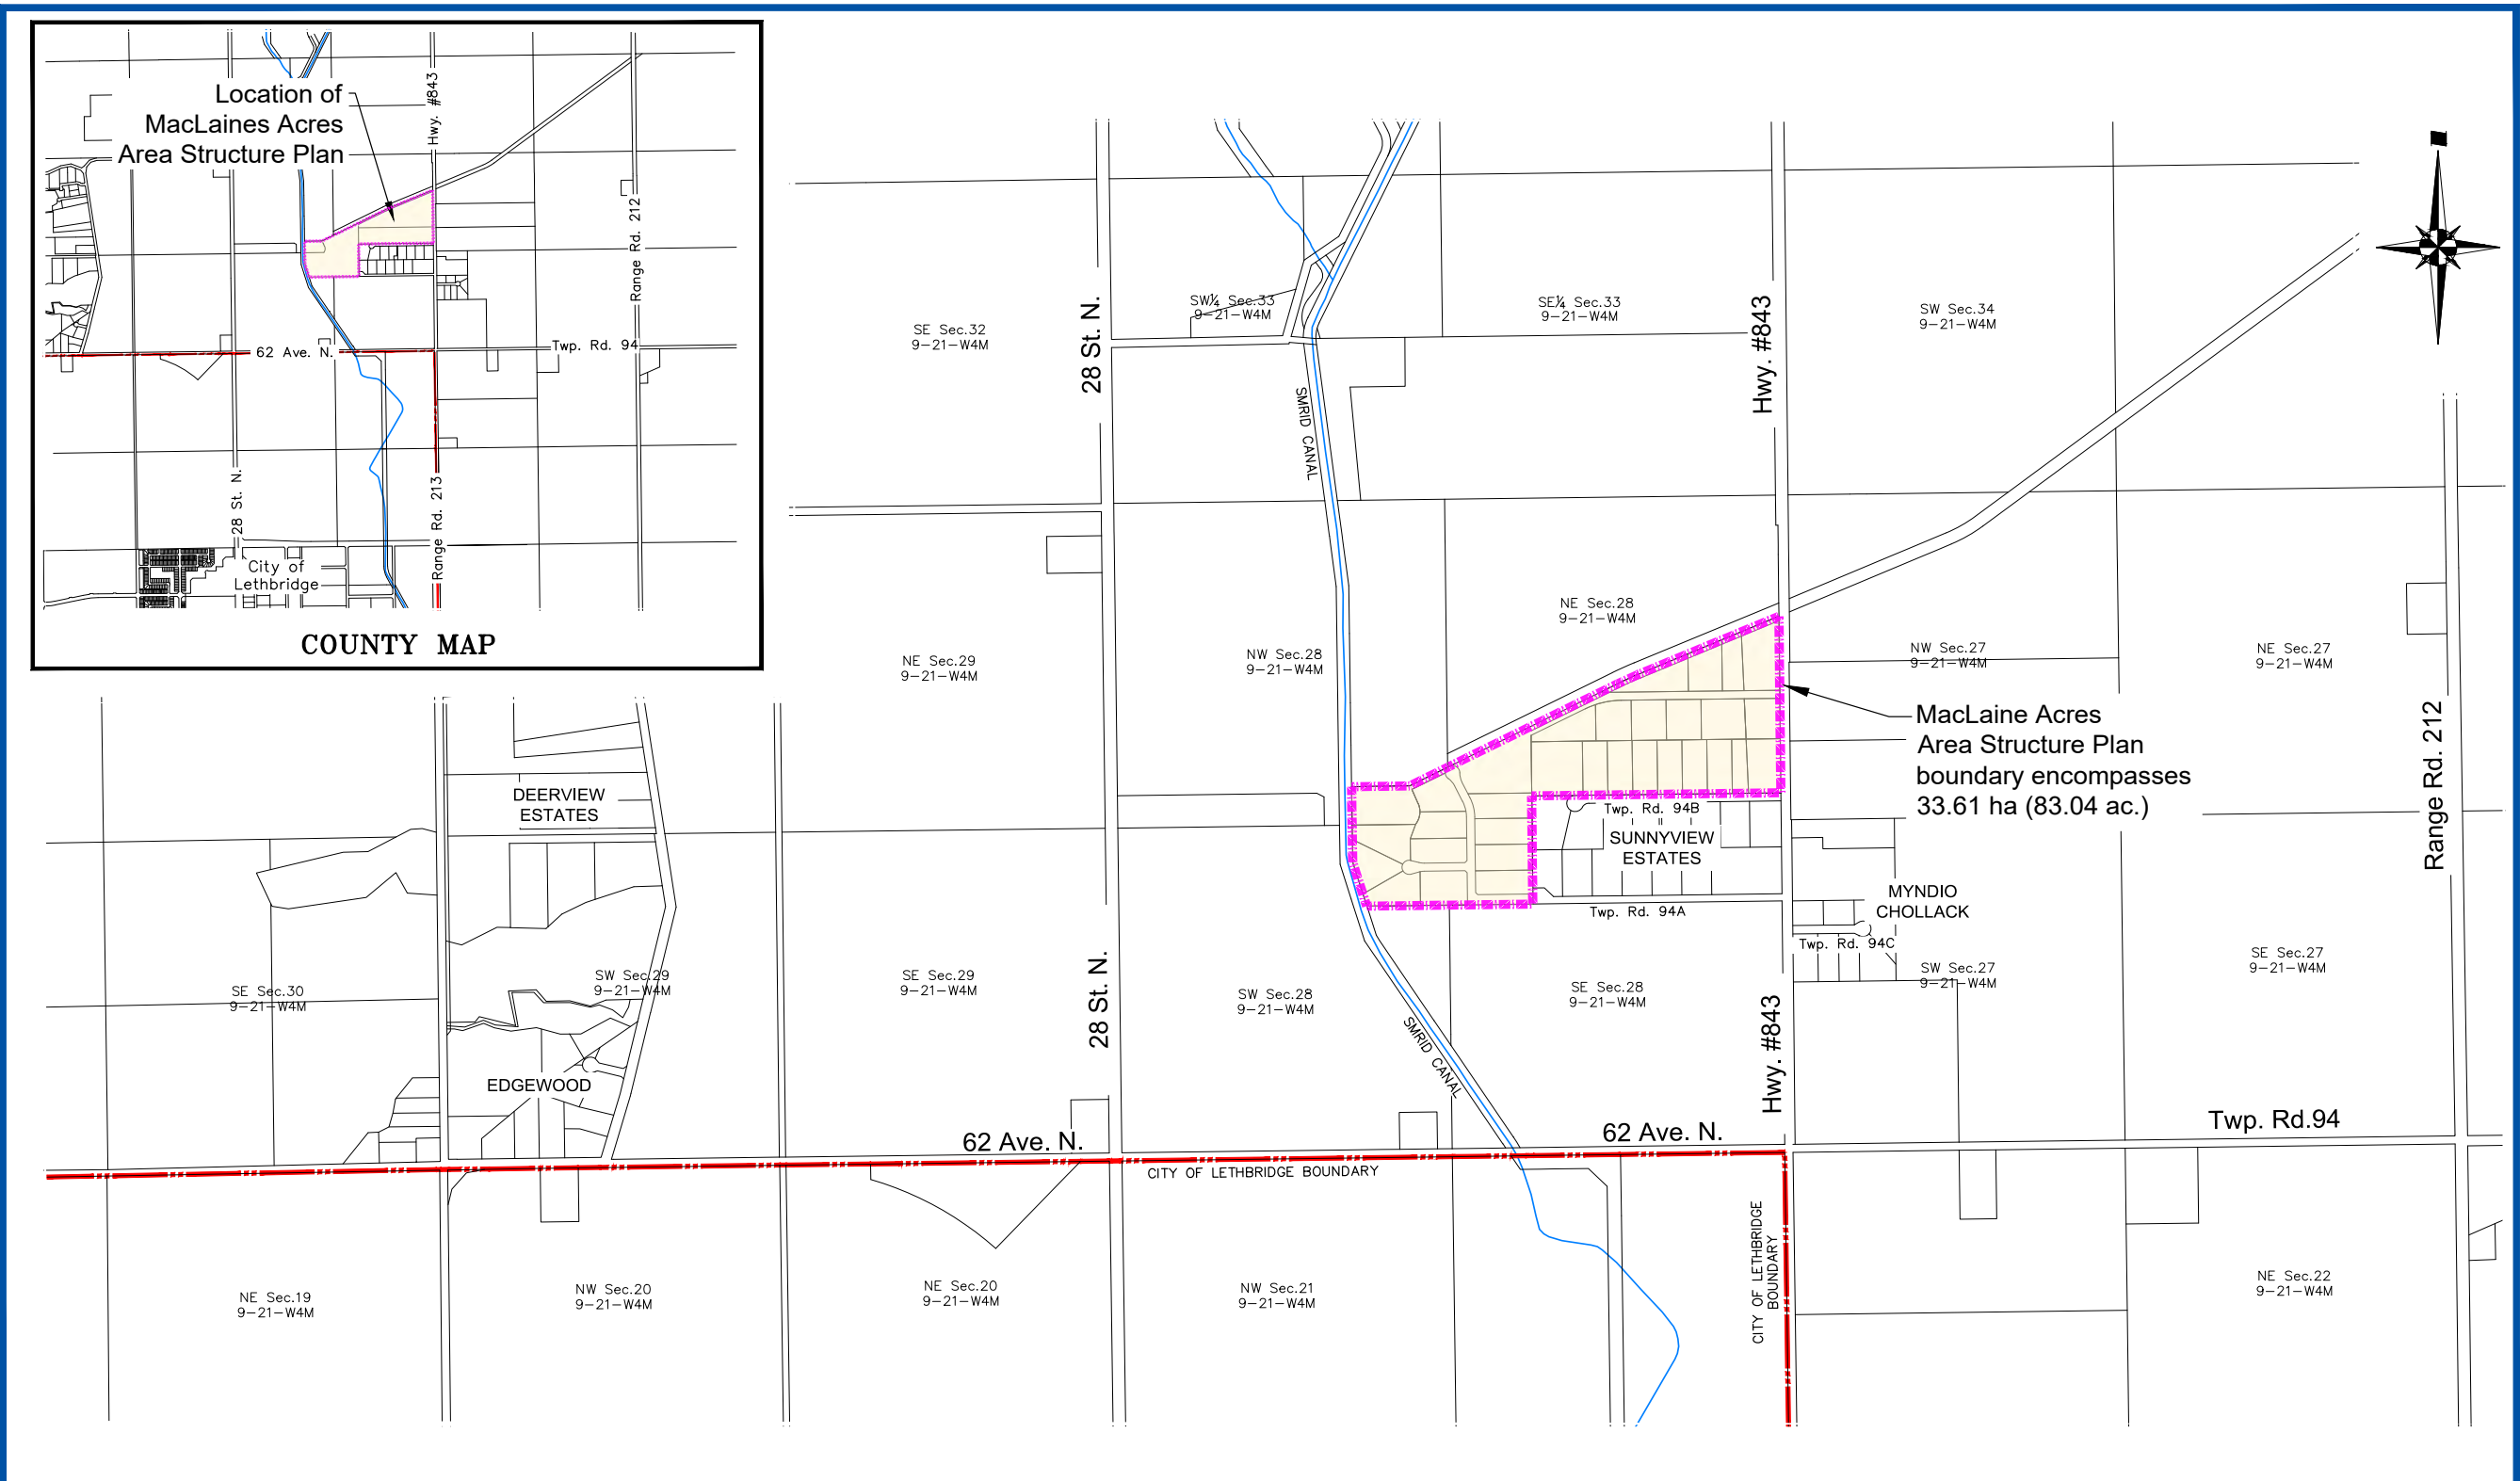 Location of
MacLaines Acres
Area Structure Plan
Hwy. #843
Range Rd. 212
62 Ave. N.
Twp. Rd. 94
28 St. N.
Range Rd. 213
City of
Lethbridge
COUNTY MAP
28 St. N.
SW¼ Sec.33
9-21-W4M
SE¼ Sec.33
9-21-W4M
Hwy. #843
SW Sec.34
9-21-W4M
SE Sec.32
9-21-W4M
SMRID CANAL
NE Sec.28
9-21-W4M
NE Sec.29
9-21-W4M
NW Sec.28
9-21-W4M
NW Sec.27
9-21-W4M
NE Sec.27
9-21-W4M
MacLaine Acres
Area Structure Plan
boundary encompasses
33.61 ha (83.04 ac.)
Range Rd. 212
DEERVIEW
ESTATES
Twp. Rd. 94B
SUNNYVIEW
ESTATES
MYNDIO
CHOLLACK
Twp. Rd. 94A
Twp. Rd. 94C
SE Sec.30
9-21-W4M
SW Sec.29
9-21-W4M
SE Sec.29
9-21-W4M
28 St. N.
SW Sec.28
9-21-W4M
SE Sec.28
9-21-W4M
Hwy. #843
SW Sec.27
9-21-W4M
SE Sec.27
9-21-W4M
SMRID CANAL
EDGEWOOD
62 Ave. N.
62 Ave. N.
Twp. Rd.94
CITY OF LETHBRIDGE BOUNDARY
CITY OF LETHBRIDGE
BOUNDARY
NE Sec.19
9-21-W4M
NW Sec.20
9-21-W4M
NE Sec.20
9-21-W4M
NW Sec.21
9-21-W4M
NE Sec.22
9-21-W4M